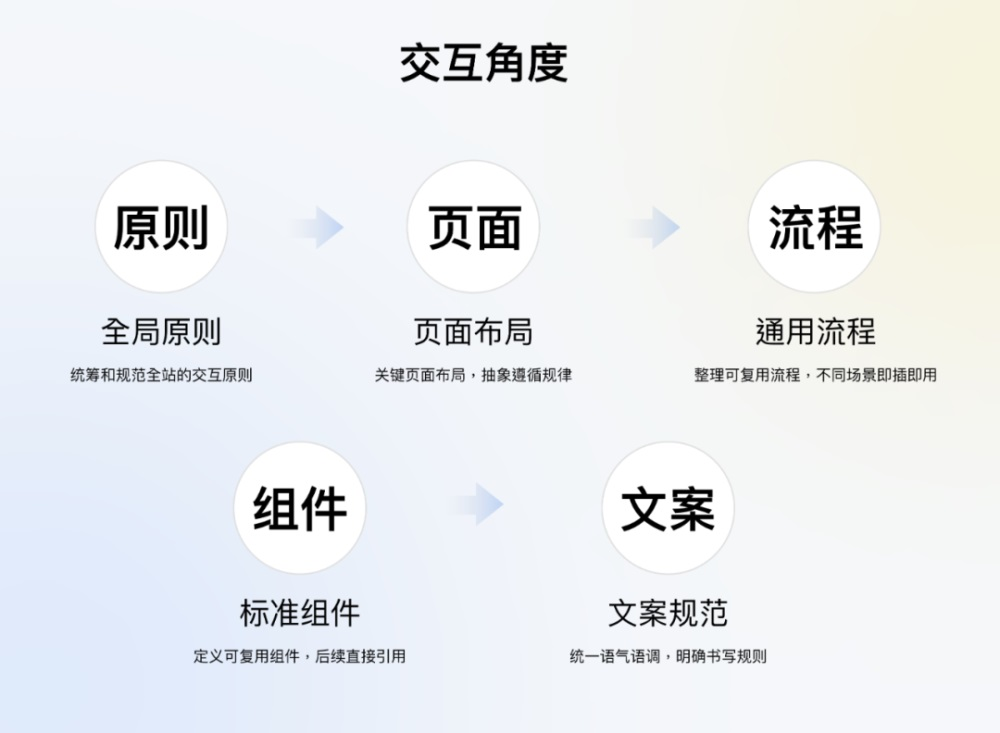 交互角度
原则
页面
流程
全局原则
页面布局
通用流程
统筹和规范全站的交互原则
关键页面布局，抽象遵循规律
整理可复用流程，不同场景即插即用
组件
文案
标准组件
文案规范
定义可复用组件，后续直接引用
统一语气语调，明确书写规则